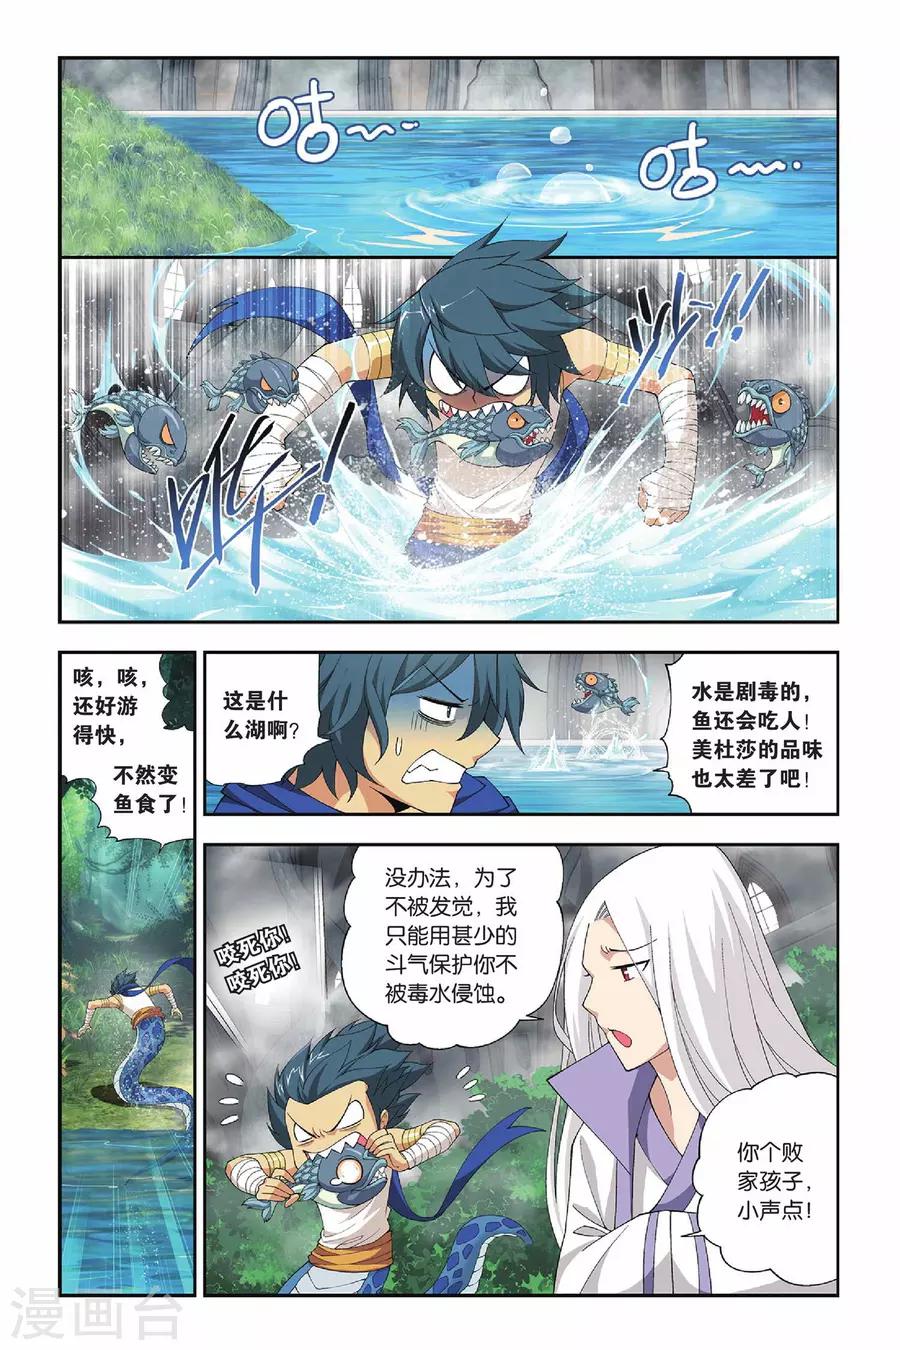 咕~~
咕~~
哗!
吵~!!
咳，咳，
还好游
得快，
不然变
鱼食了！
这是什
么湖啊？
水是剧毒的，
鱼还会吃人！
美杜莎的品味
也太差了吧！
咬死你！
咬死你！
没办法，为了
不被发觉，我
只能用甚少的
斗气保护你不
被毒水侵蚀。
你个败
家孩子，
小声点！
漫画台